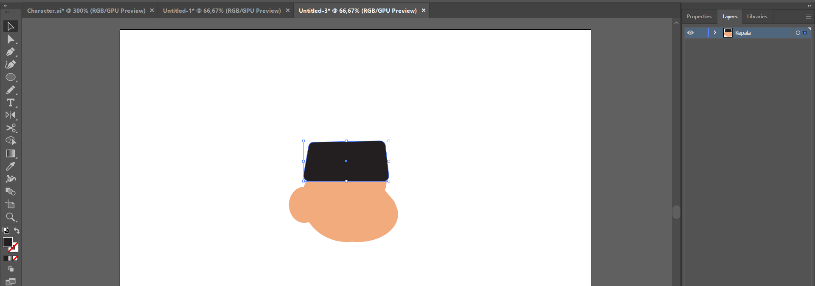 Character.ai* @ 300% (RGB/GPU Preview) × Untitled-1* @ 66,67% (RGB/GPU Preview) × Untitled-3* @ 66,67% (RGB/GPU Preview) ×
Properties Layers Libraries
Kepala